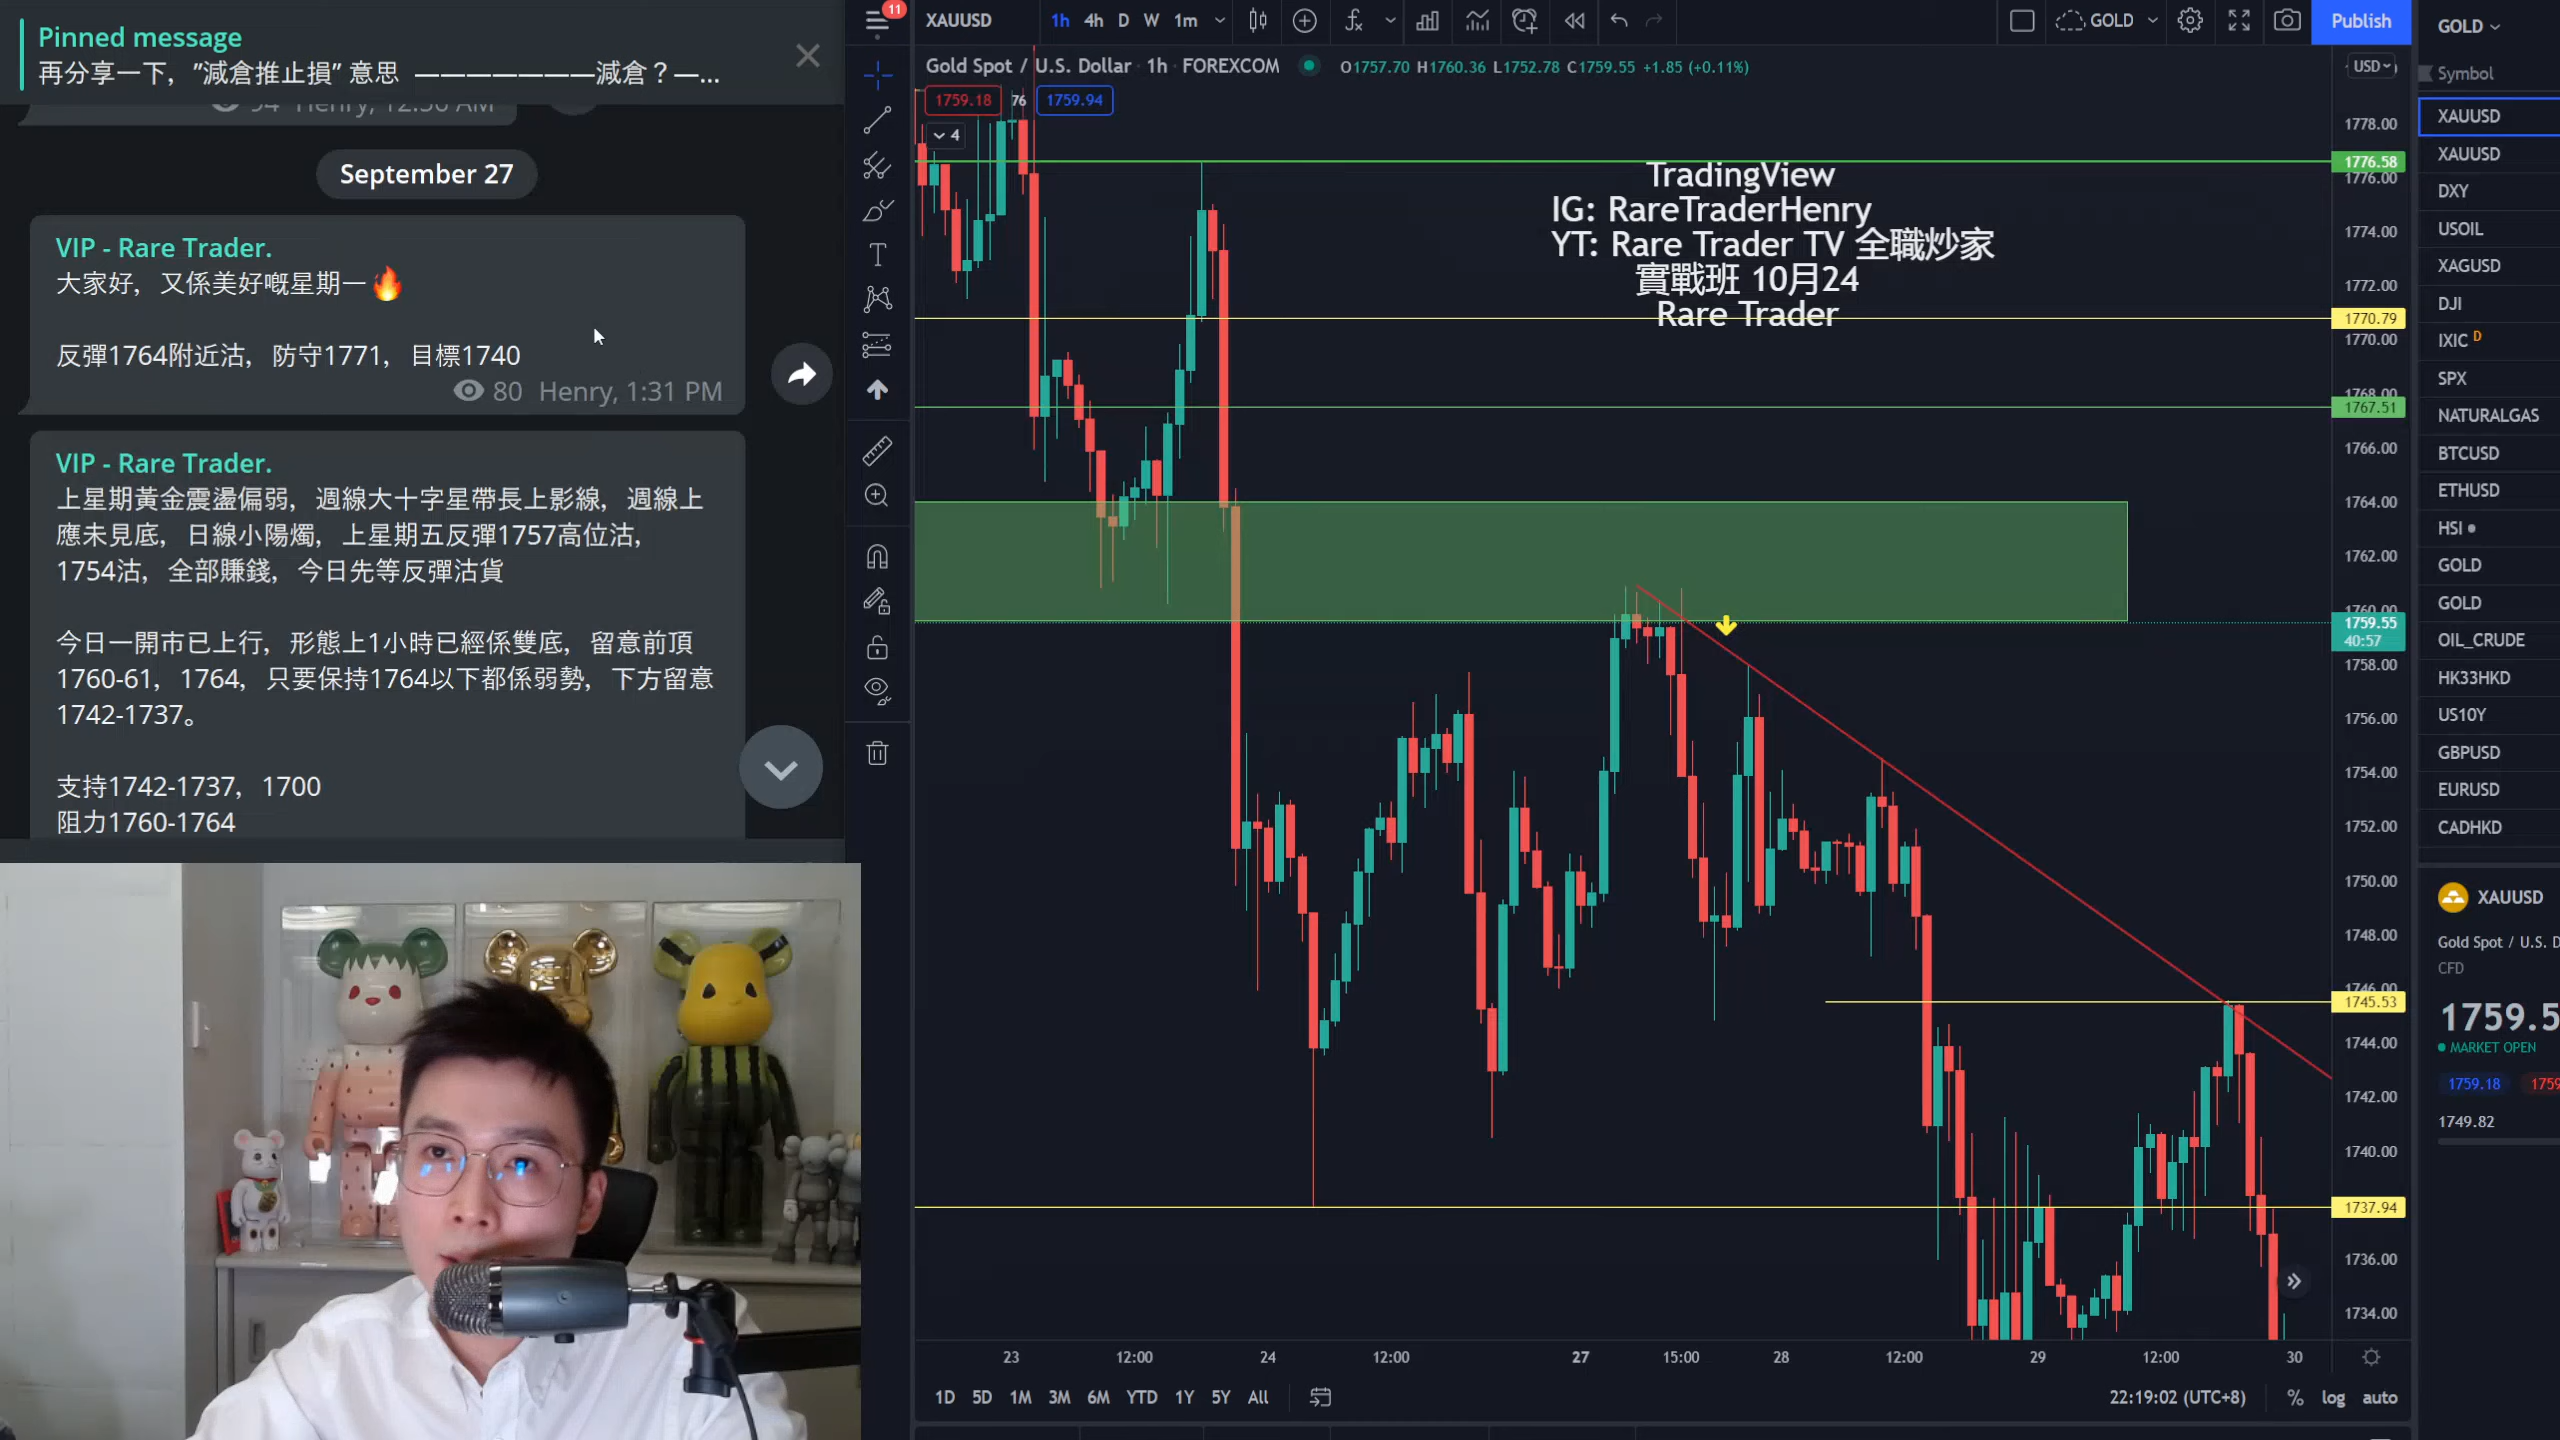 Pinned message
再分享一下，"減倉推止損" 意思 ———————減倉？—...
94 Henry, 12:36 AM
September 27
VIP - Rare Trader.
大家好，又係美好嘅星期一🔥
反彈1764附近沽，防守1771，目標1740
80 Henry, 1:31 PM
VIP - Rare Trader.
上星期黃金震盪偏弱，週線大十字星帶長上影線，週線上
應未見底，日線小陽燭，上星期五反彈1757高位沽，
1754沽，全部賺錢，今日先等反彈沽貨
今日一開市已上行，形態上1小時已經係雙底，留意前頂
1760-61，1764，只要保持1764以下都係弱勢，下方留意
1742-1737。
支持1742-1737，1700
阻力1760-1764
11
XAUUSD 1h 4h D W 1m
GOLD
Publish
Gold Spot / U.S. Dollar · 1h · FOREXCOM
O1757.70 H1760.36 L1752.78 C1759.55 +1.85 (+0.11%)
1759.18 76 1759.94
4
TradingView
IG: RareTraderHenry
YT: Rare Trader TV 全職炒家
實戰班 10月24
Rare Trader
USD
1778.00
1776.58
1776.00
1774.00
1772.00
1770.79
1770.00
1768.00
1767.51
1766.00
1764.00
1762.00
1760.00
1759.55
40:57
1758.00
1756.00
1754.00
1752.00
1750.00
1748.00
1746.00
1745.53
1744.00
1742.00
1740.00
1737.94
1736.00
1734.00
23 12:00 24 12:00 27 15:00 28 12:00 29 12:00 30
1D 5D 1M 3M 6M YTD 1Y 5Y All
22:19:02 (UTC+8) % log auto
GOLD
Symbol
XAUUSD
XAUUSD
DXY
USOIL
XAGUSD
DJI
IXIC D
SPX
NATURALGAS
BTCUSD
ETHUSD
HSI
GOLD
GOLD
OIL_CRUDE
HK33HKD
US10Y
GBPUSD
EURUSD
CADHKD
XAUUSD
Gold Spot / U.S. D
CFD
1759.5
MARKET OPEN
1759.18 1759
1749.82